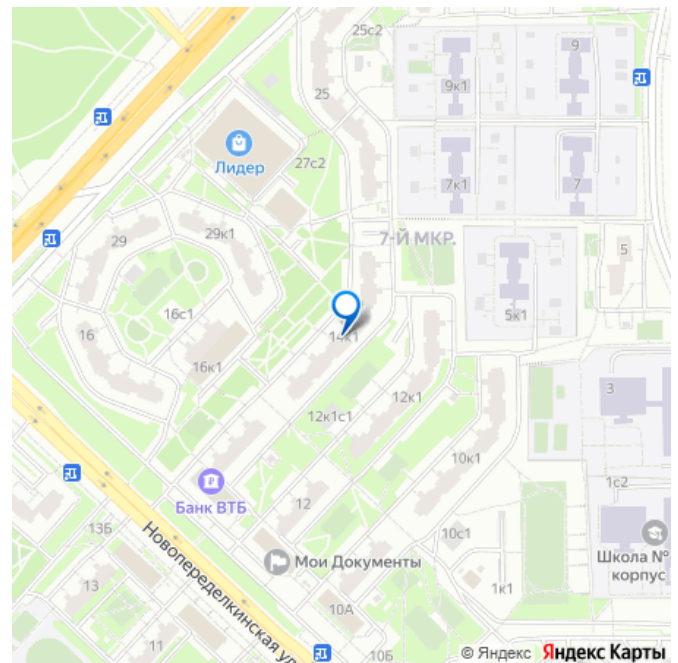 25с2
9
25
9к1
Лидер
27с2
7к1
7
29
29к1
7-Й МКР.
5
16с1
5к1
16
14к1
16к1
12к1
3
12к1с1
10к1
Банк ВТБ
12
1с2
13Б
10с1
Школа №
корпус
Новопеределкинская ул
Мои Документы
13
1к1
10А
11
10Б
© Яндекс Яндекс Карты